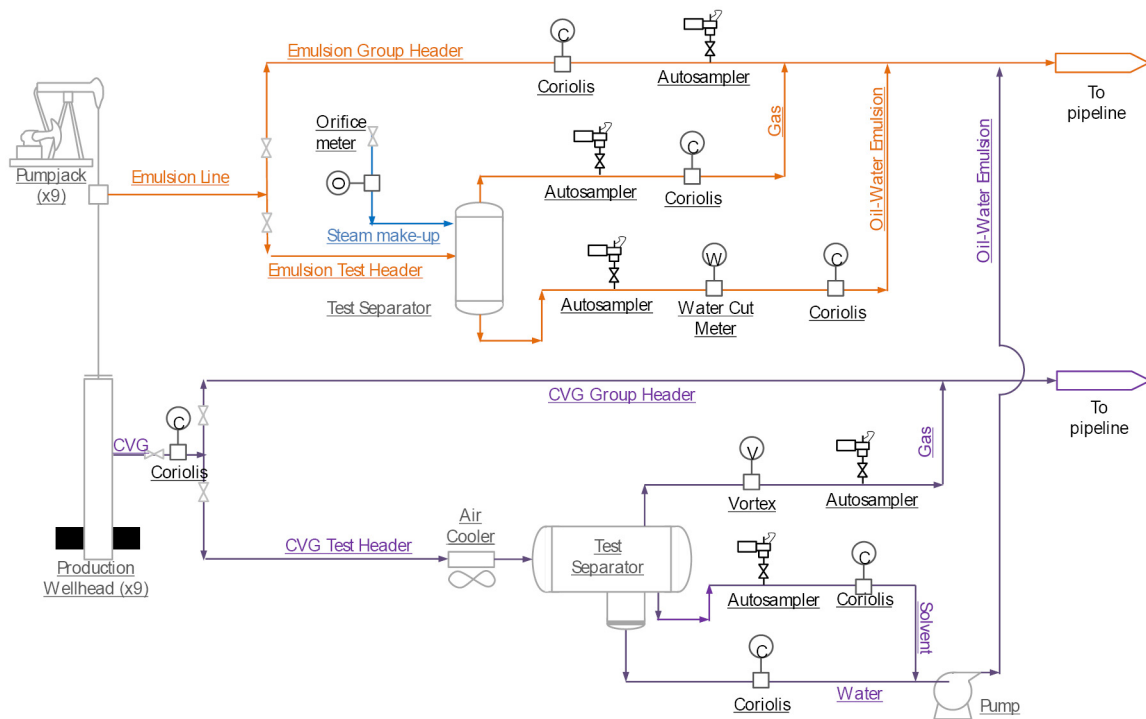 Emulsion Group Header
C
Coriolis
Autosampler
To
pipeline
Pumpjack
(x9)
Emulsion Line
Orifice
meter
O
Steam make-up
Emulsion Test Header
Test Separator
Autosampler
C
Coriolis
Gas
Autosampler
W
Water Cut
Meter
C
Coriolis
Oil-Water Emulsion
Oil-Water Emulsion
CVG Group Header
To
pipeline
CVG
C
Coriolis
Production
Wellhead (x9)
CVG Test Header
Air
Cooler
Test
Separator
V
Vortex
Autosampler
Gas
Autosampler
C
Coriolis
Solvent
C
Coriolis
Water
Pump